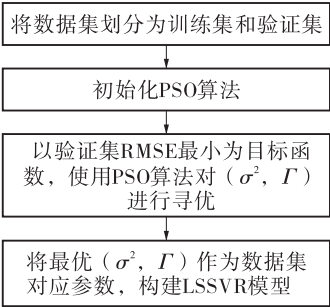 将数据集划分为训练集和验证集
初始化PSO算法
以验证集RMSE最小为目标函
数，使用PSO算法对（σ², Γ）
进行寻优
将最优（σ², Γ）作为数据集
对应参数，构建LSSVR模型